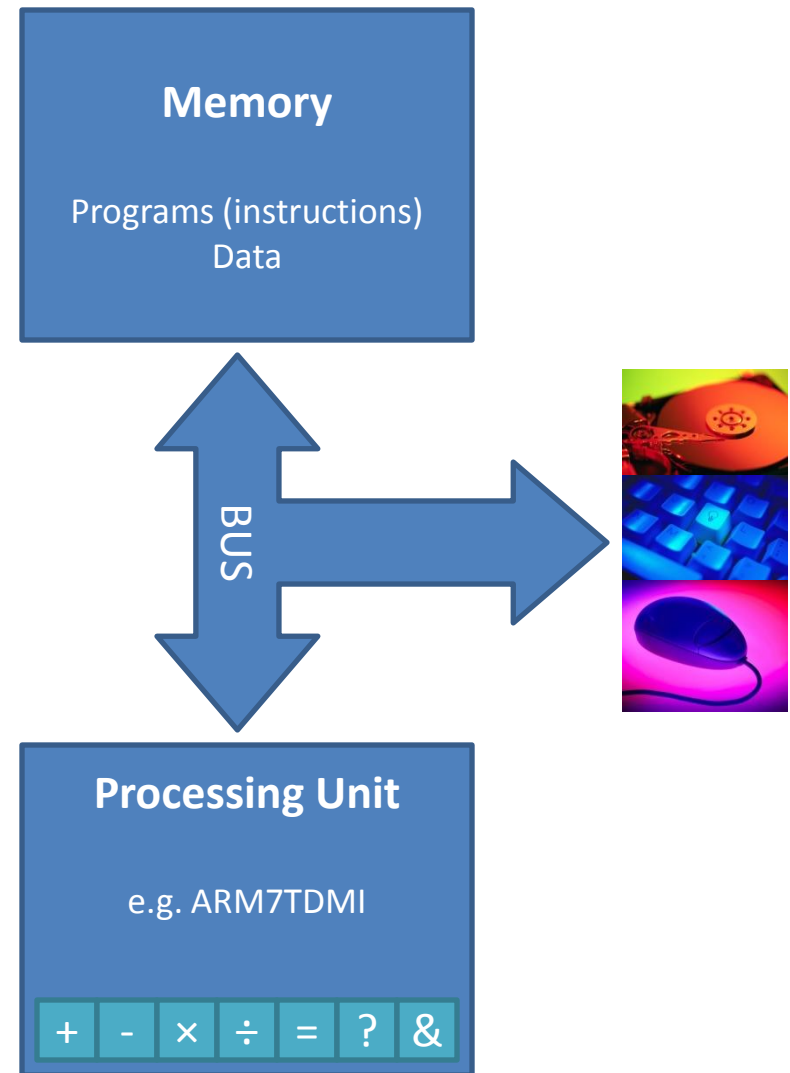 Memory
Programs (instructions)
Data
BUS
Processing Unit
e.g. ARM7TDMI
+ - × ÷ = ? &